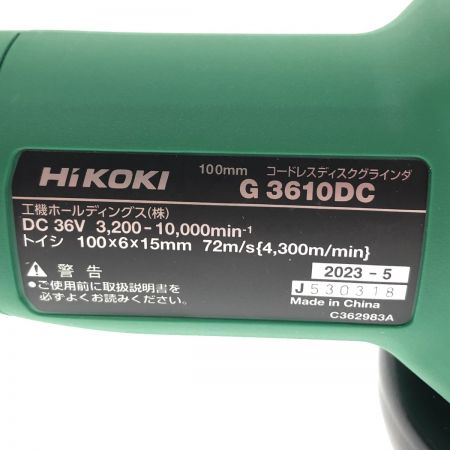 100mm コードレスディスクグラインダ
HiKOKI G 3610DC
工機ホールディングス(株)
DC 36V 3,200-10,000min-1
トイシ 100×6×15mm 72m/s{4,300m/min}
警告
●ご使用前に取扱説明書を
必ずよくお読みください。
2023-5
J530318
Made in China
C362983A